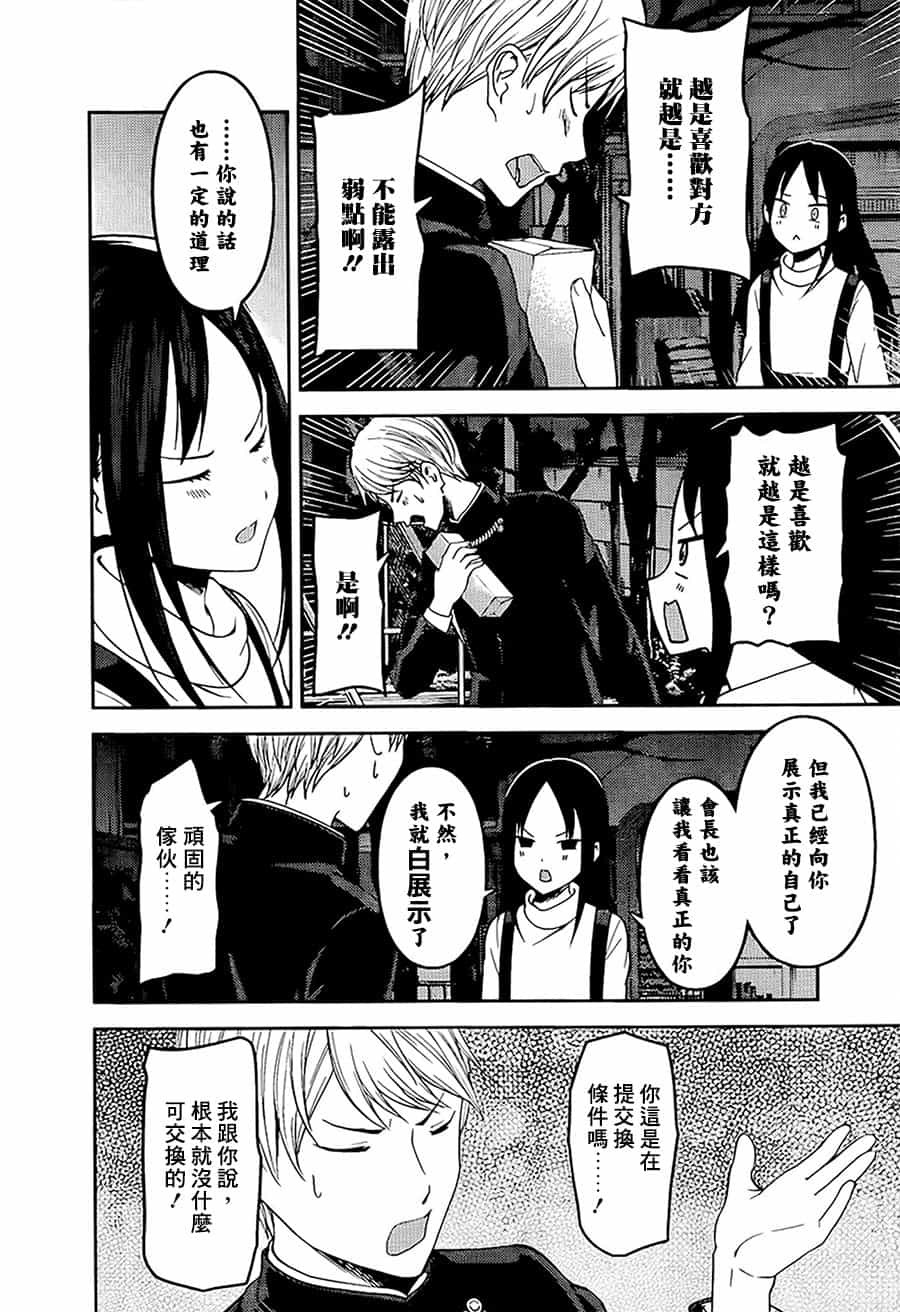 越是喜歡對方
就越是……
不能露出
弱點啊!!
……你說的話
也有一定的道理
越是喜歡
就越是這樣嗎？
是啊!!
但我已經向你
展示真正的自己了
會長也該
讓我看看真正的你
不然，
我就白展示了
頑固的
傢伙……！
你這是在
提交換
條件嗎……！
我跟你說，
根本就沒什麼
可交換的！